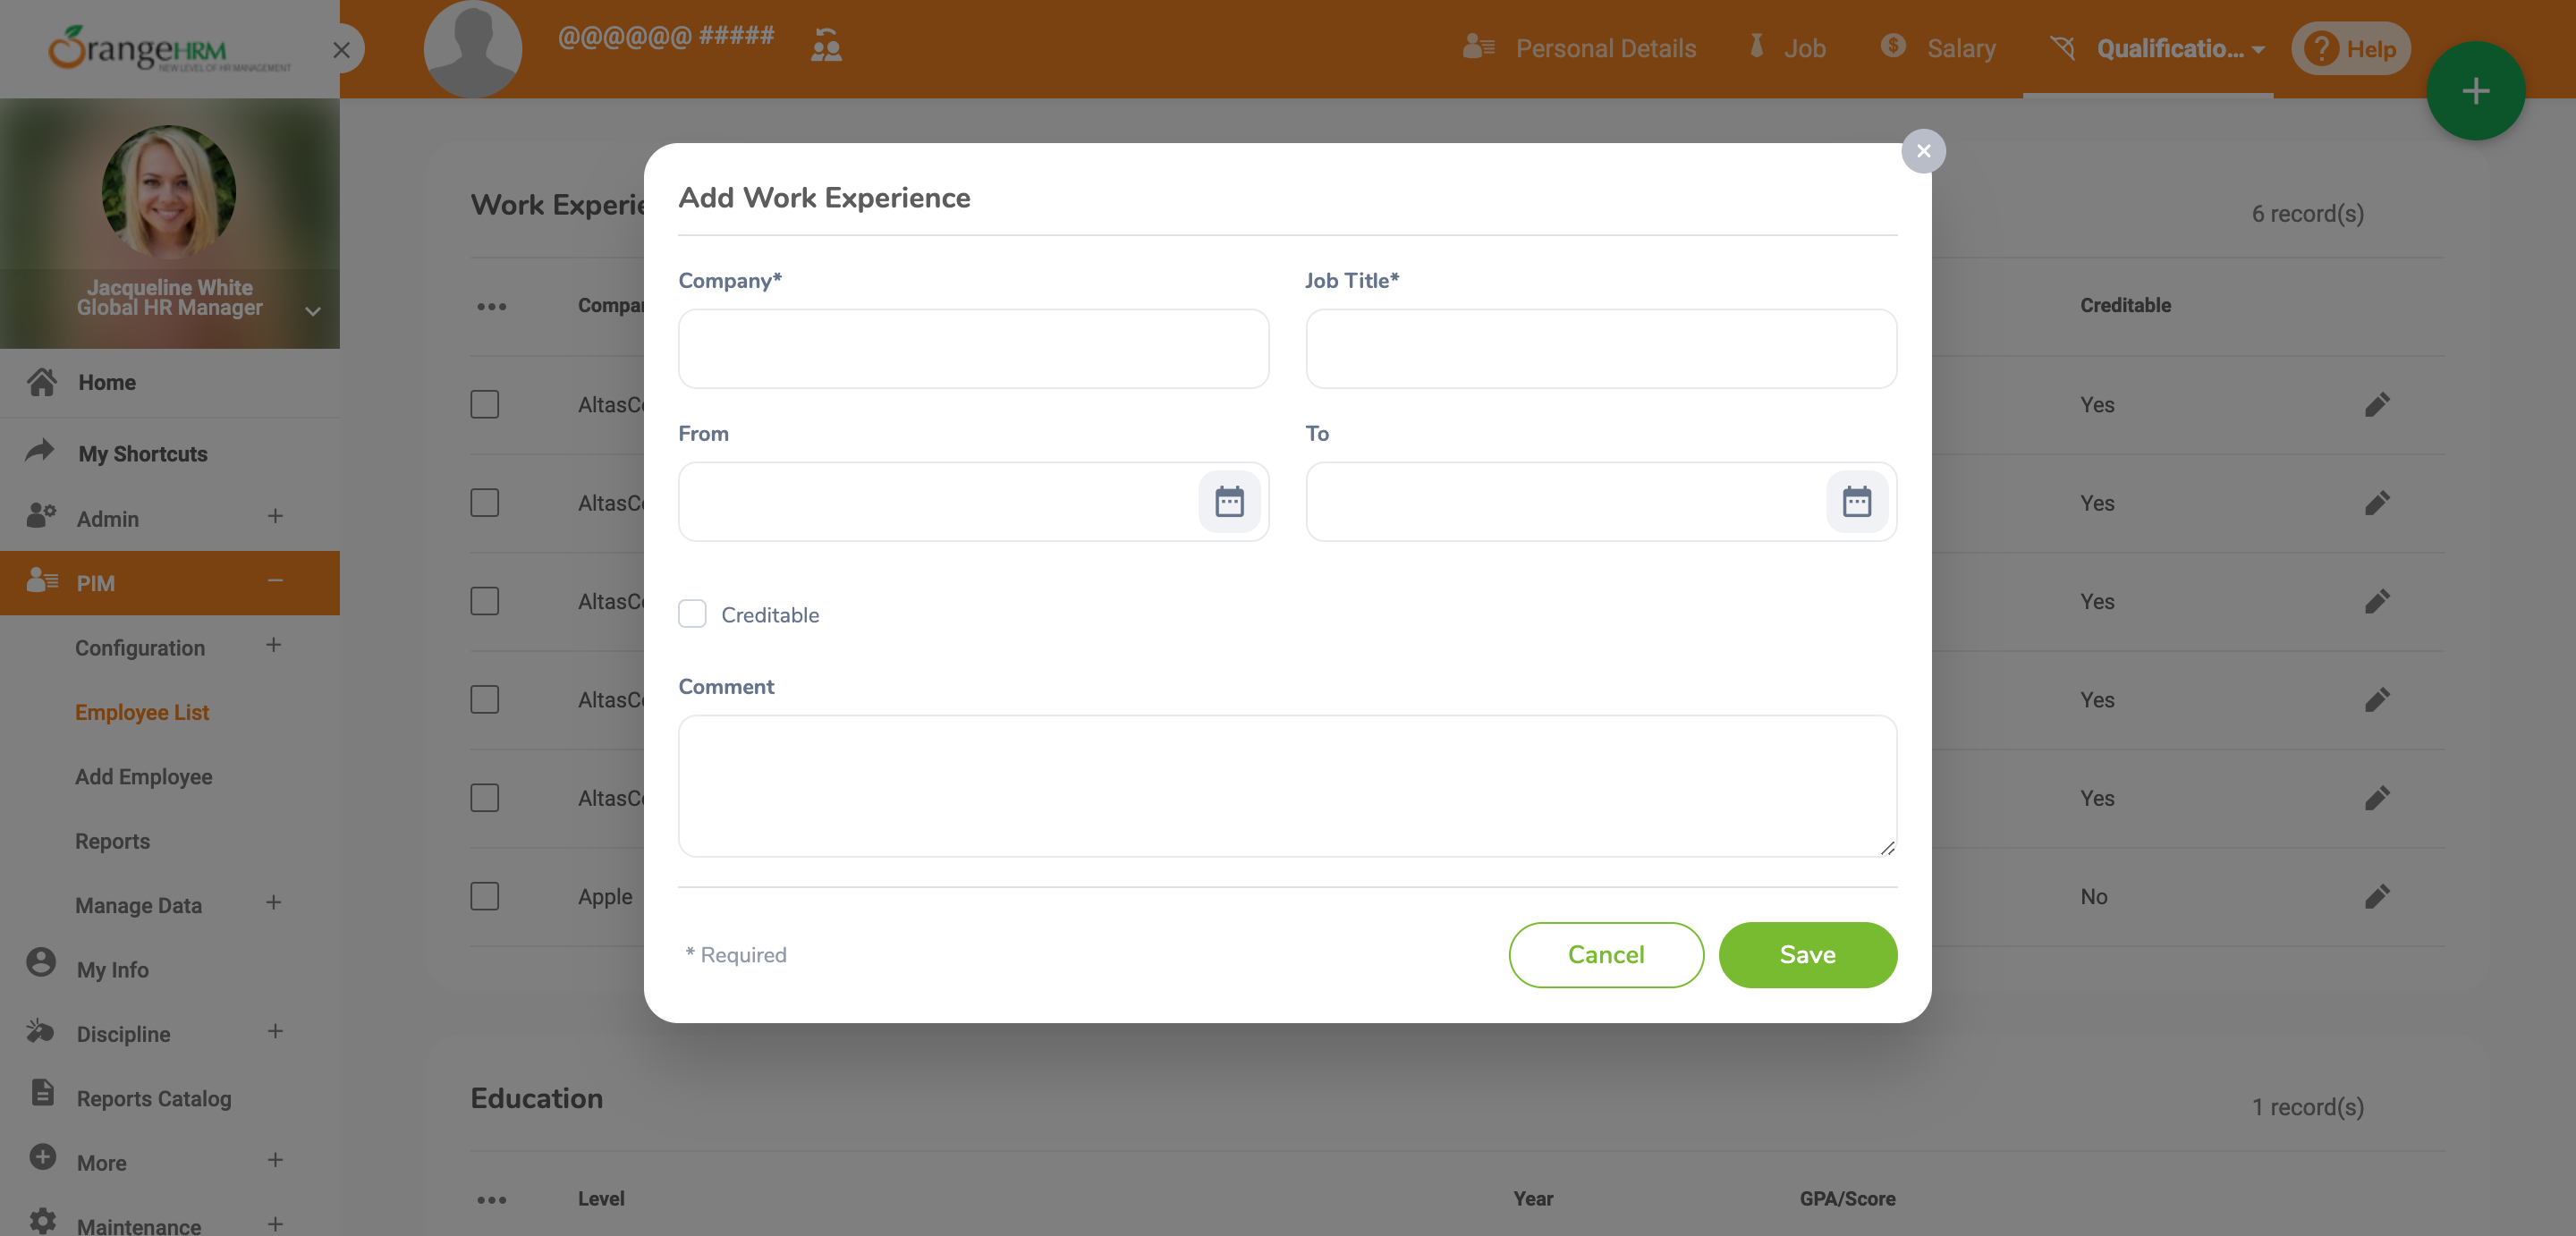 OrangeHRM
NEW LEVEL OF HR MANAGEMENT
@@@@@@ #####
Personal Details
Job
Salary
Qualificatio...
Help
Jacqueline White
Global HR Manager
Home
My Shortcuts
Admin
PIM
Configuration
Employee List
Add Employee
Reports
Manage Data
My Info
Discipline
Reports Catalog
More
Maintenance
Work Experie
6 record(s)
Compa
Creditable
AltasC
Yes
AltasC
Yes
AltasC
Yes
AltasC
Yes
AltasC
Yes
Apple
No
Add Work Experience
Company*
Job Title*
From
To
Creditable
Comment
* Required
Cancel
Save
Education
1 record(s)
Level
Year
GPA/Score